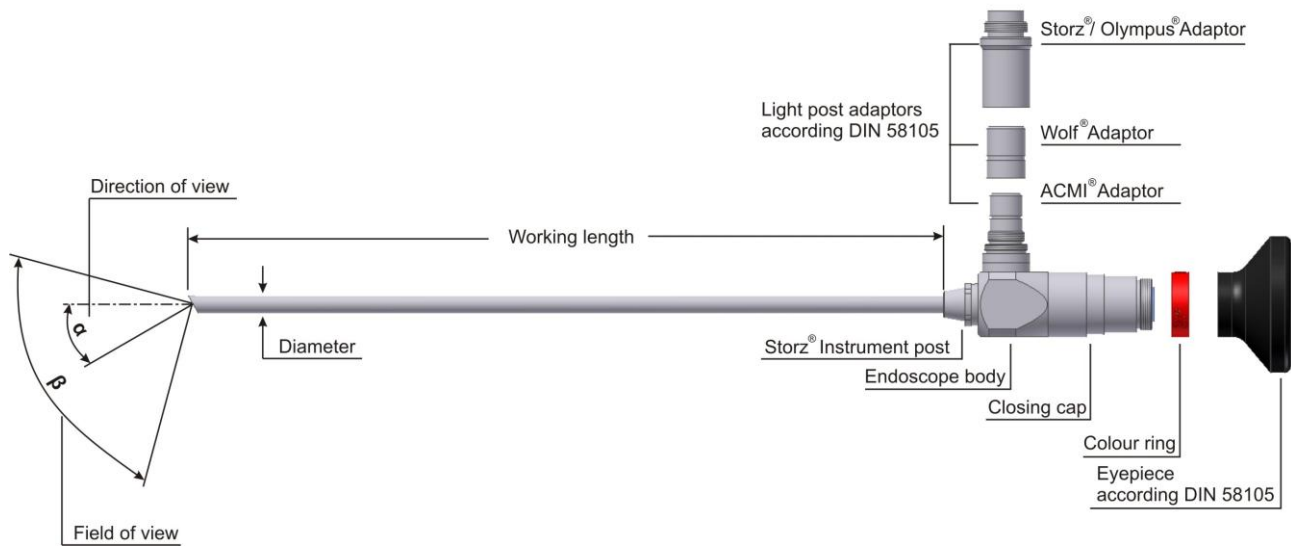 Storz®/ Olympus®Adaptor
Light post adaptors
according DIN 58105
Wolf®Adaptor
ACMI®Adaptor
Direction of view
Working length
α
β
Diameter
Storz® Instrument post
Endoscope body
Closing cap
Colour ring
Eyepiece
according DIN 58105
Field of view